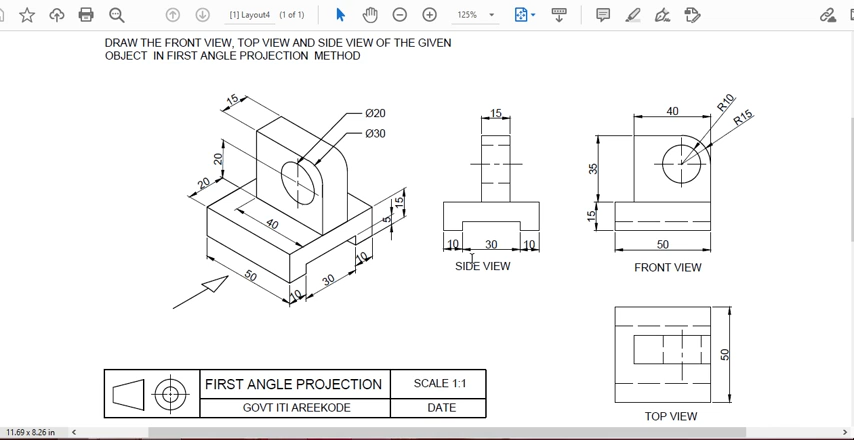 [1] Layout4
(1 of 1)
125%
DRAW THE FRONT VIEW, TOP VIEW AND SIDE VIEW OF THE GIVEN
OBJECT IN FIRST ANGLE PROJECTION METHOD
15
Ø20
Ø30
20
20
40
15
5
50
10
30
10
15
10
30
10
SIDE VIEW
40
R10
R15
35
15
50
FRONT VIEW
50
TOP VIEW
FIRST ANGLE PROJECTION
SCALE 1:1
GOVT ITI AREEKODE
DATE
11.69 x 8.26 in